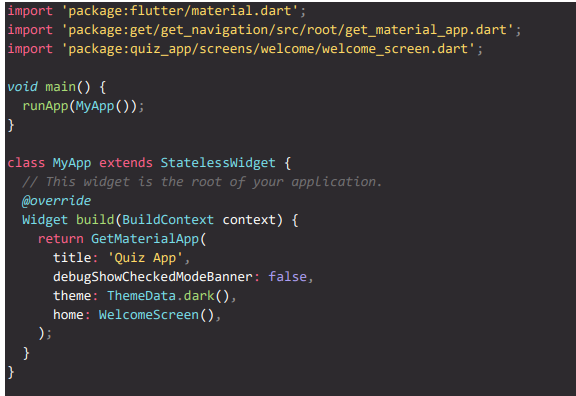 import 'package:flutter/material.dart';
import 'package:get/get_navigation/src/root/get_material_app.dart';
import 'package:quiz_app/screens/welcome/welcome_screen.dart';

void main() {
  runApp(MyApp());
}

class MyApp extends StatelessWidget {
  // This widget is the root of your application.
  @override
  Widget build(BuildContext context) {
    return GetMaterialApp(
      title: 'Quiz App',
      debugShowCheckedModeBanner: false,
      theme: ThemeData.dark(),
      home: WelcomeScreen(),
    );
  }
}